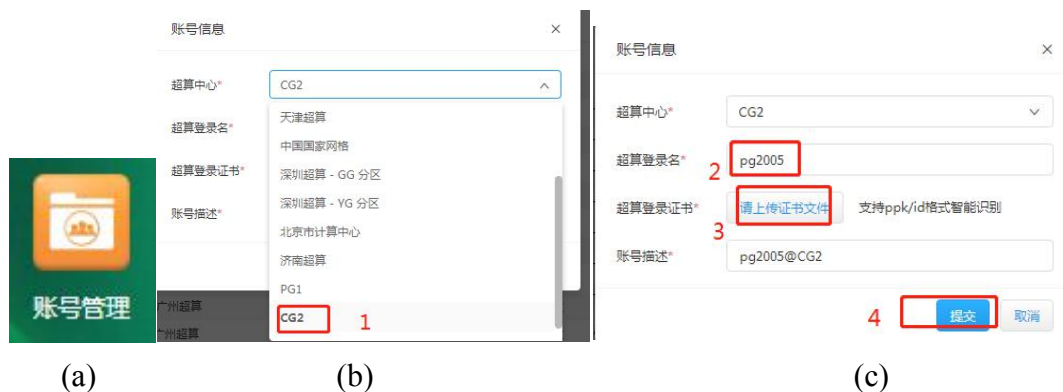 账号管理
(a)
账号信息
超算中心*
CG2
超算登录名*
超算登录证书*
账号描述*
天津超算
中国国家网格
深圳超算 - GG 分区
深圳超算 - YG 分区
北京市计算中心
济南超算
PG1
CG2
1
广州超算
广州超算
(b)
账号信息
超算中心*
CG2
超算登录名*
2
pg2005
超算登录证书*
3
请上传证书文件
支持ppk/id格式智能识别
账号描述*
pg2005@CG2
4
提交
取消
(c)